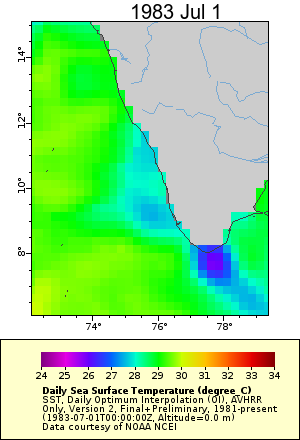 1983 Jul 1
14°
12°
10°
8°
74°
76°
78°
24 25 26 27 28 29 30 31 32 33 34
Daily Sea Surface Temperature (degree_C)
SST, Daily Optimum Interpolation (OI), AVHRR
Only, Version 2, Final+Preliminary, 1981-present
(1983-07-01T00:00:00Z, Altitude=0.0 m)
Data courtesy of NOAA NCEI